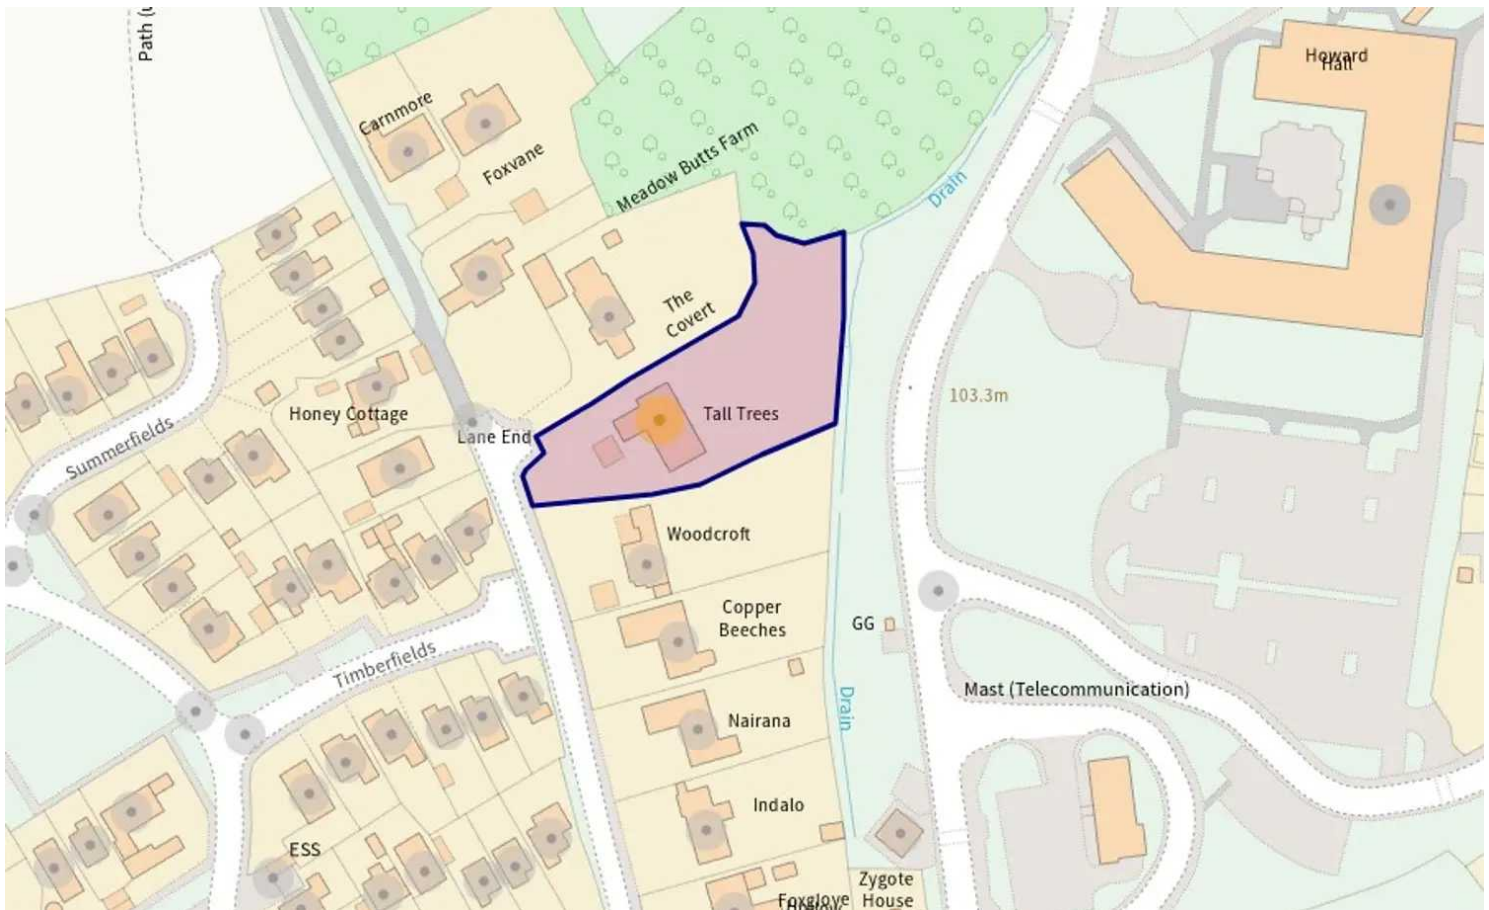 Path (u
Howard
Hall
Carnmore
Foxvane
Meadow Butts Farm
Drain
The
Covert
103.3m
Honey Cottage
Tall Trees
Lane End
Summerfields
Woodcroft
Copper
Beeches
GG
Timberfields
Mast (Telecommunication)
Drain
Nairana
Indalo
ESS
Zygote
House
Foxglove